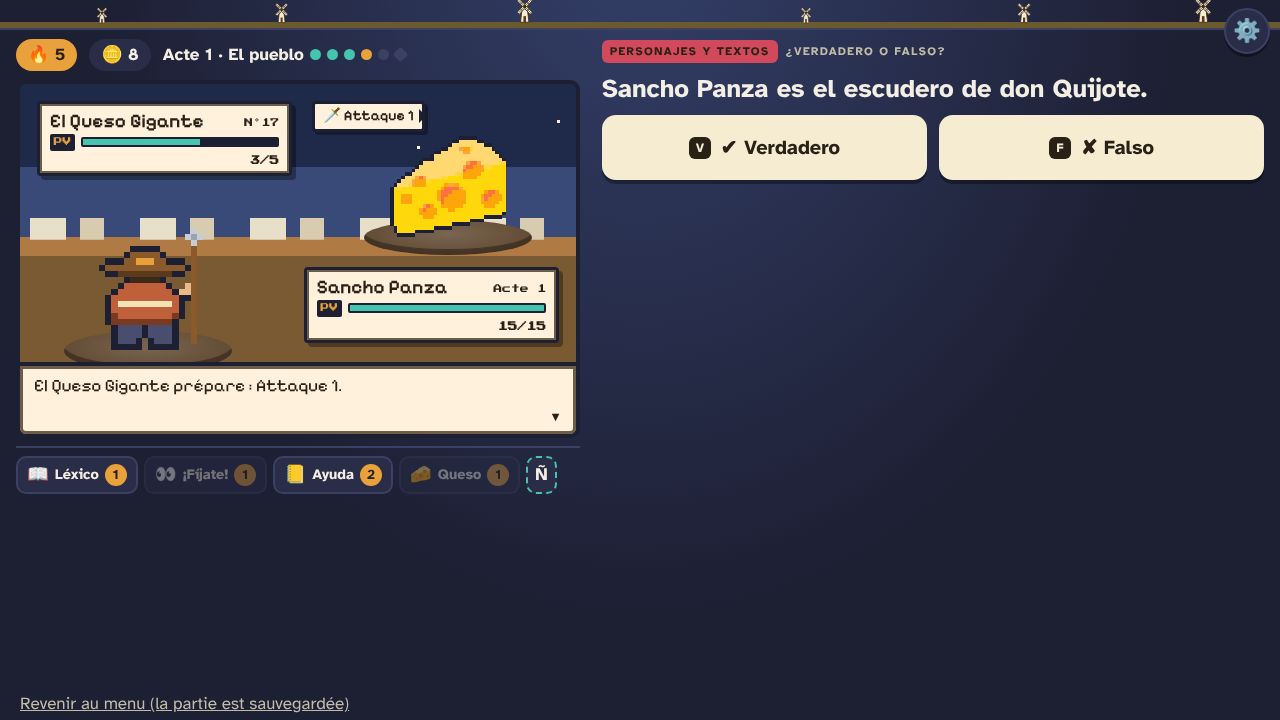 🔥 5
🪙 8
Acte 1 · El pueblo
El Queso Gigante N°17
PV
3/5
🗡️ Attaque 1
Sancho Panza Acte 1
PV
15/15
El Queso Gigante prépare : Attaque 1.
▼
📖 Léxico 1
👀 ¡Fíjate! 1
📒 Ayuda 2
🧀 Queso 1
Ñ
Revenir au menu (la partie est sauvegardée)
PERSONAJES Y TEXTOS ¿VERDADERO O FALSO?
Sancho Panza es el escudero de don Quijote.
V ✔ Verdadero
F ✘ Falso